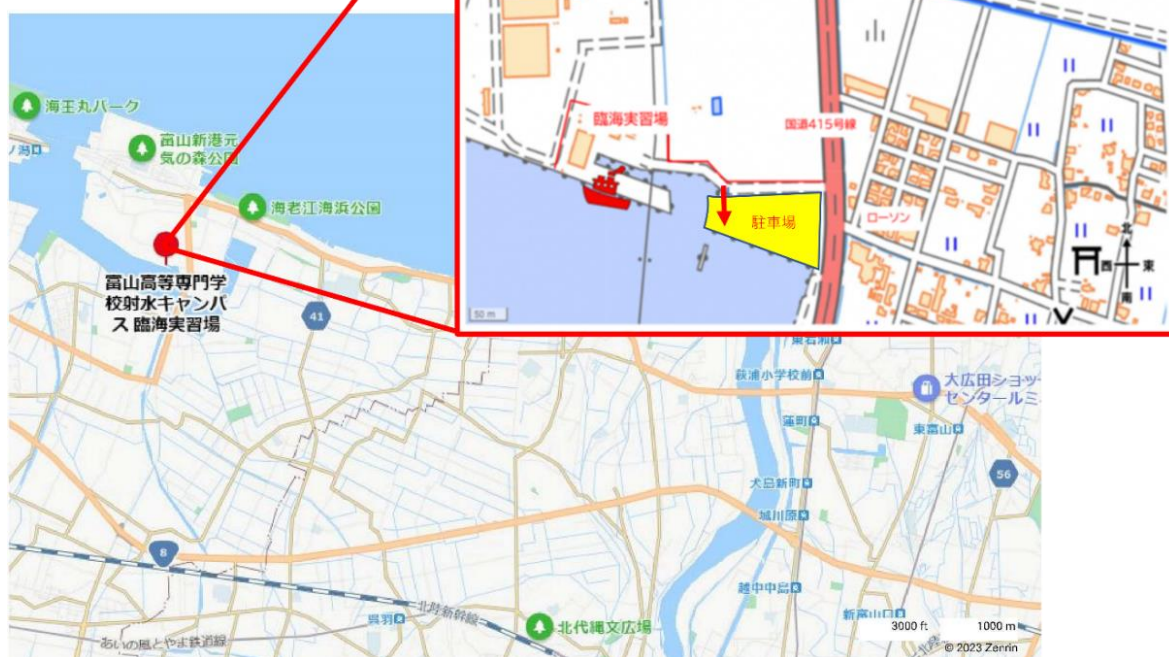 海王丸パーク
富山新港元
気の森公園
海老江海浜公園
富山高等専門学
校射水キャンパ
ス 臨海実習場
41
臨海実習場
国道415号線
駐車場
ローソン
北
西
東
南
50 m
萩浦小学校前
大広田ショッ
センタールミ
蓮町
東富山
56
犬島新町
城川原
8
越中中島
北陸新幹線
呉羽
北代縄文広場
新富山口
あいの風とやま鉄道線
3000 ft
1000 m
© 2023 Zenrin